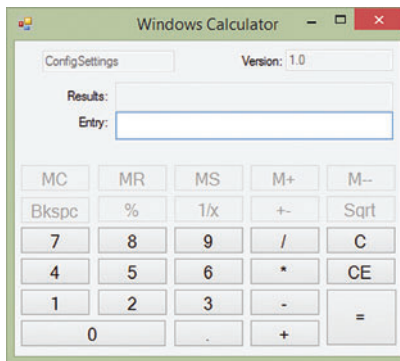 Windows Calculator
ConfigSettings Version: 1.0
Results:
Entry:
MC MR MS M+ M--
Bkspc % 1/x +- Sqrt
7 8 9 / C
4 5 6 * CE
1 2 3 - =
0 . +